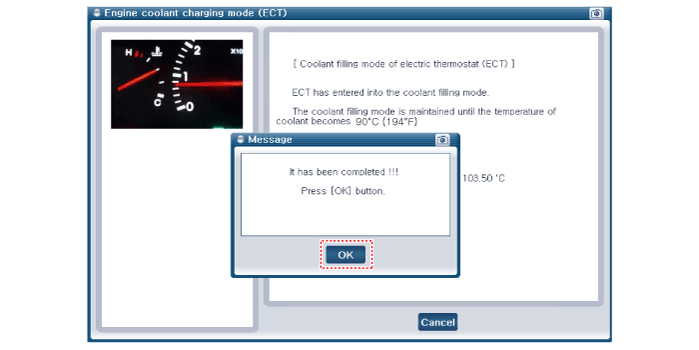 Engine coolant charging mode (ECT)
H
2
X10
1
C
0
[ Coolant filling mode of electric thermostat (ECT) ]
ECT has entered into the coolant filling mode.
The coolant filling mode is maintained until the temperature of
coolant becomes 90°C (194°F)
Message
It has been completed !!!
Press [OK] button.
103.50 °C
OK
Cancel